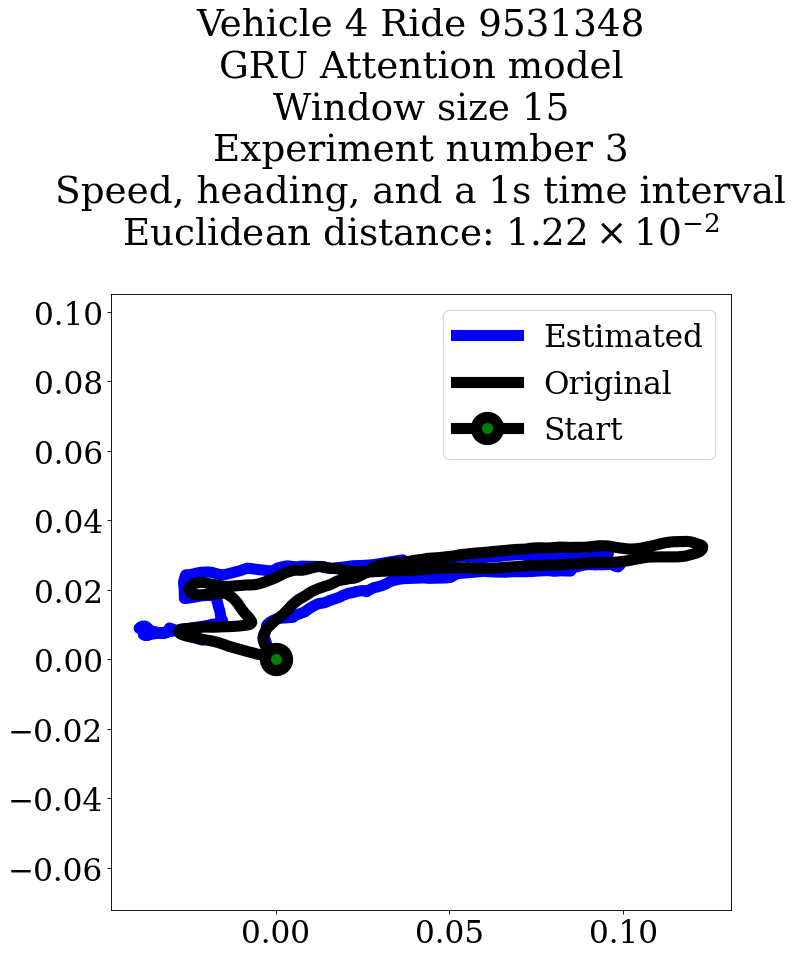 Vehicle 4 Ride 9531348
GRU Attention model
Window size 15
Experiment number 3
Speed, heading, and a 1s time interval
Euclidean distance: 1.22 × 10⁻²
Estimated
Original
Start
0.10
0.08
0.06
0.04
0.02
0.00
−0.02
−0.04
−0.06
0.00 0.05 0.10